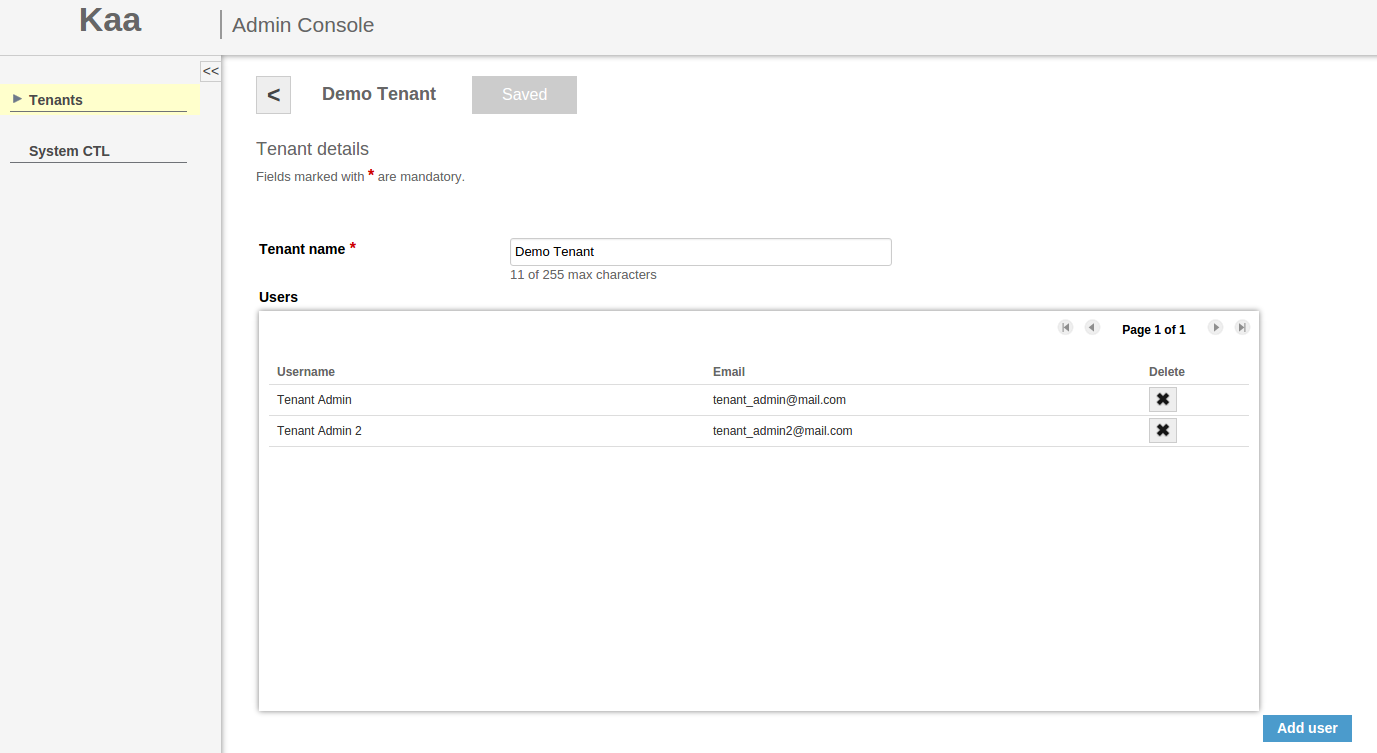 Kaa
Admin Console
<<
Tenants
System CTL
<
Demo Tenant
Saved
Tenant details
Fields marked with * are mandatory.
Tenant name *
Demo Tenant
11 of 255 max characters
Users
Page 1 of 1
Username Email Delete
Tenant Admin tenant_admin@mail.com
Tenant Admin 2 tenant_admin2@mail.com
Add user